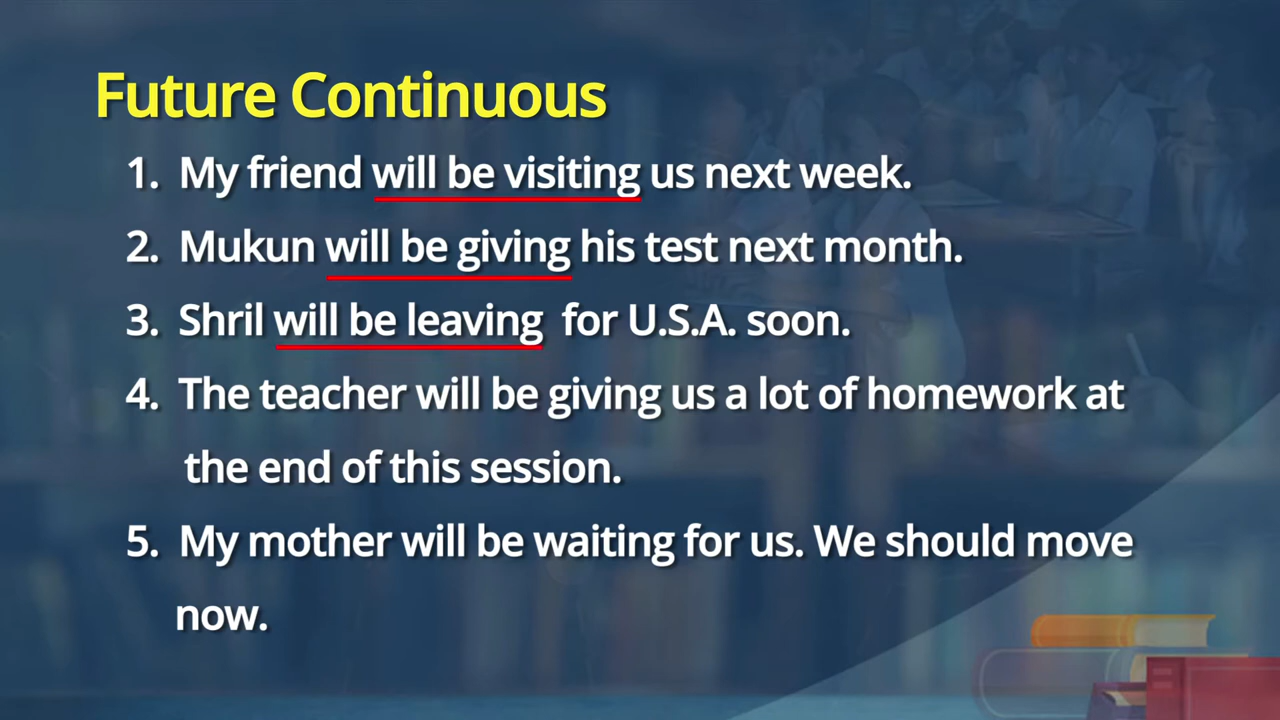 Future Continuous
1. My friend will be visiting us next week.
2. Mukun will be giving his test next month.
3. Shril will be leaving for U.S.A. soon.
4. The teacher will be giving us a lot of homework at
the end of this session.
5. My mother will be waiting for us. We should move
now.